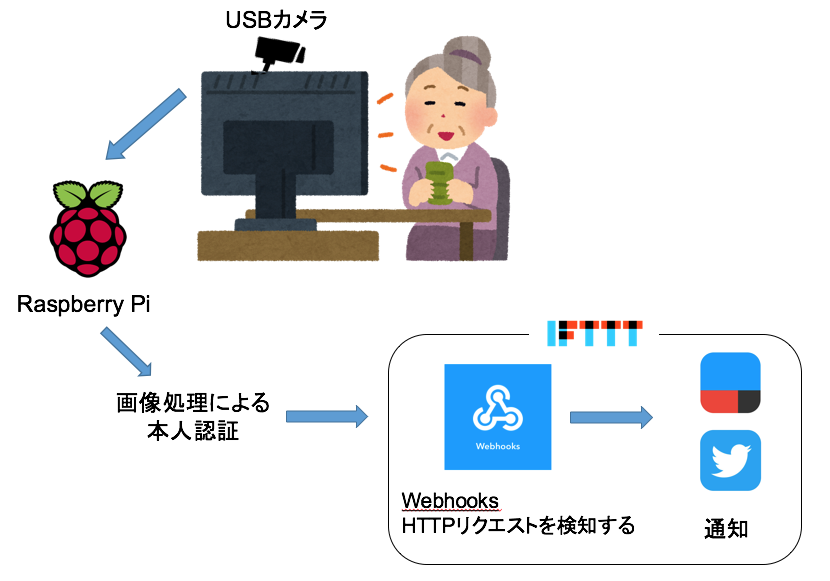 USBカメラ
Raspberry Pi
画像処理による
本人認証
IFTTT
Webhooks
Webhooks
HTTPリクエストを検知する
通知